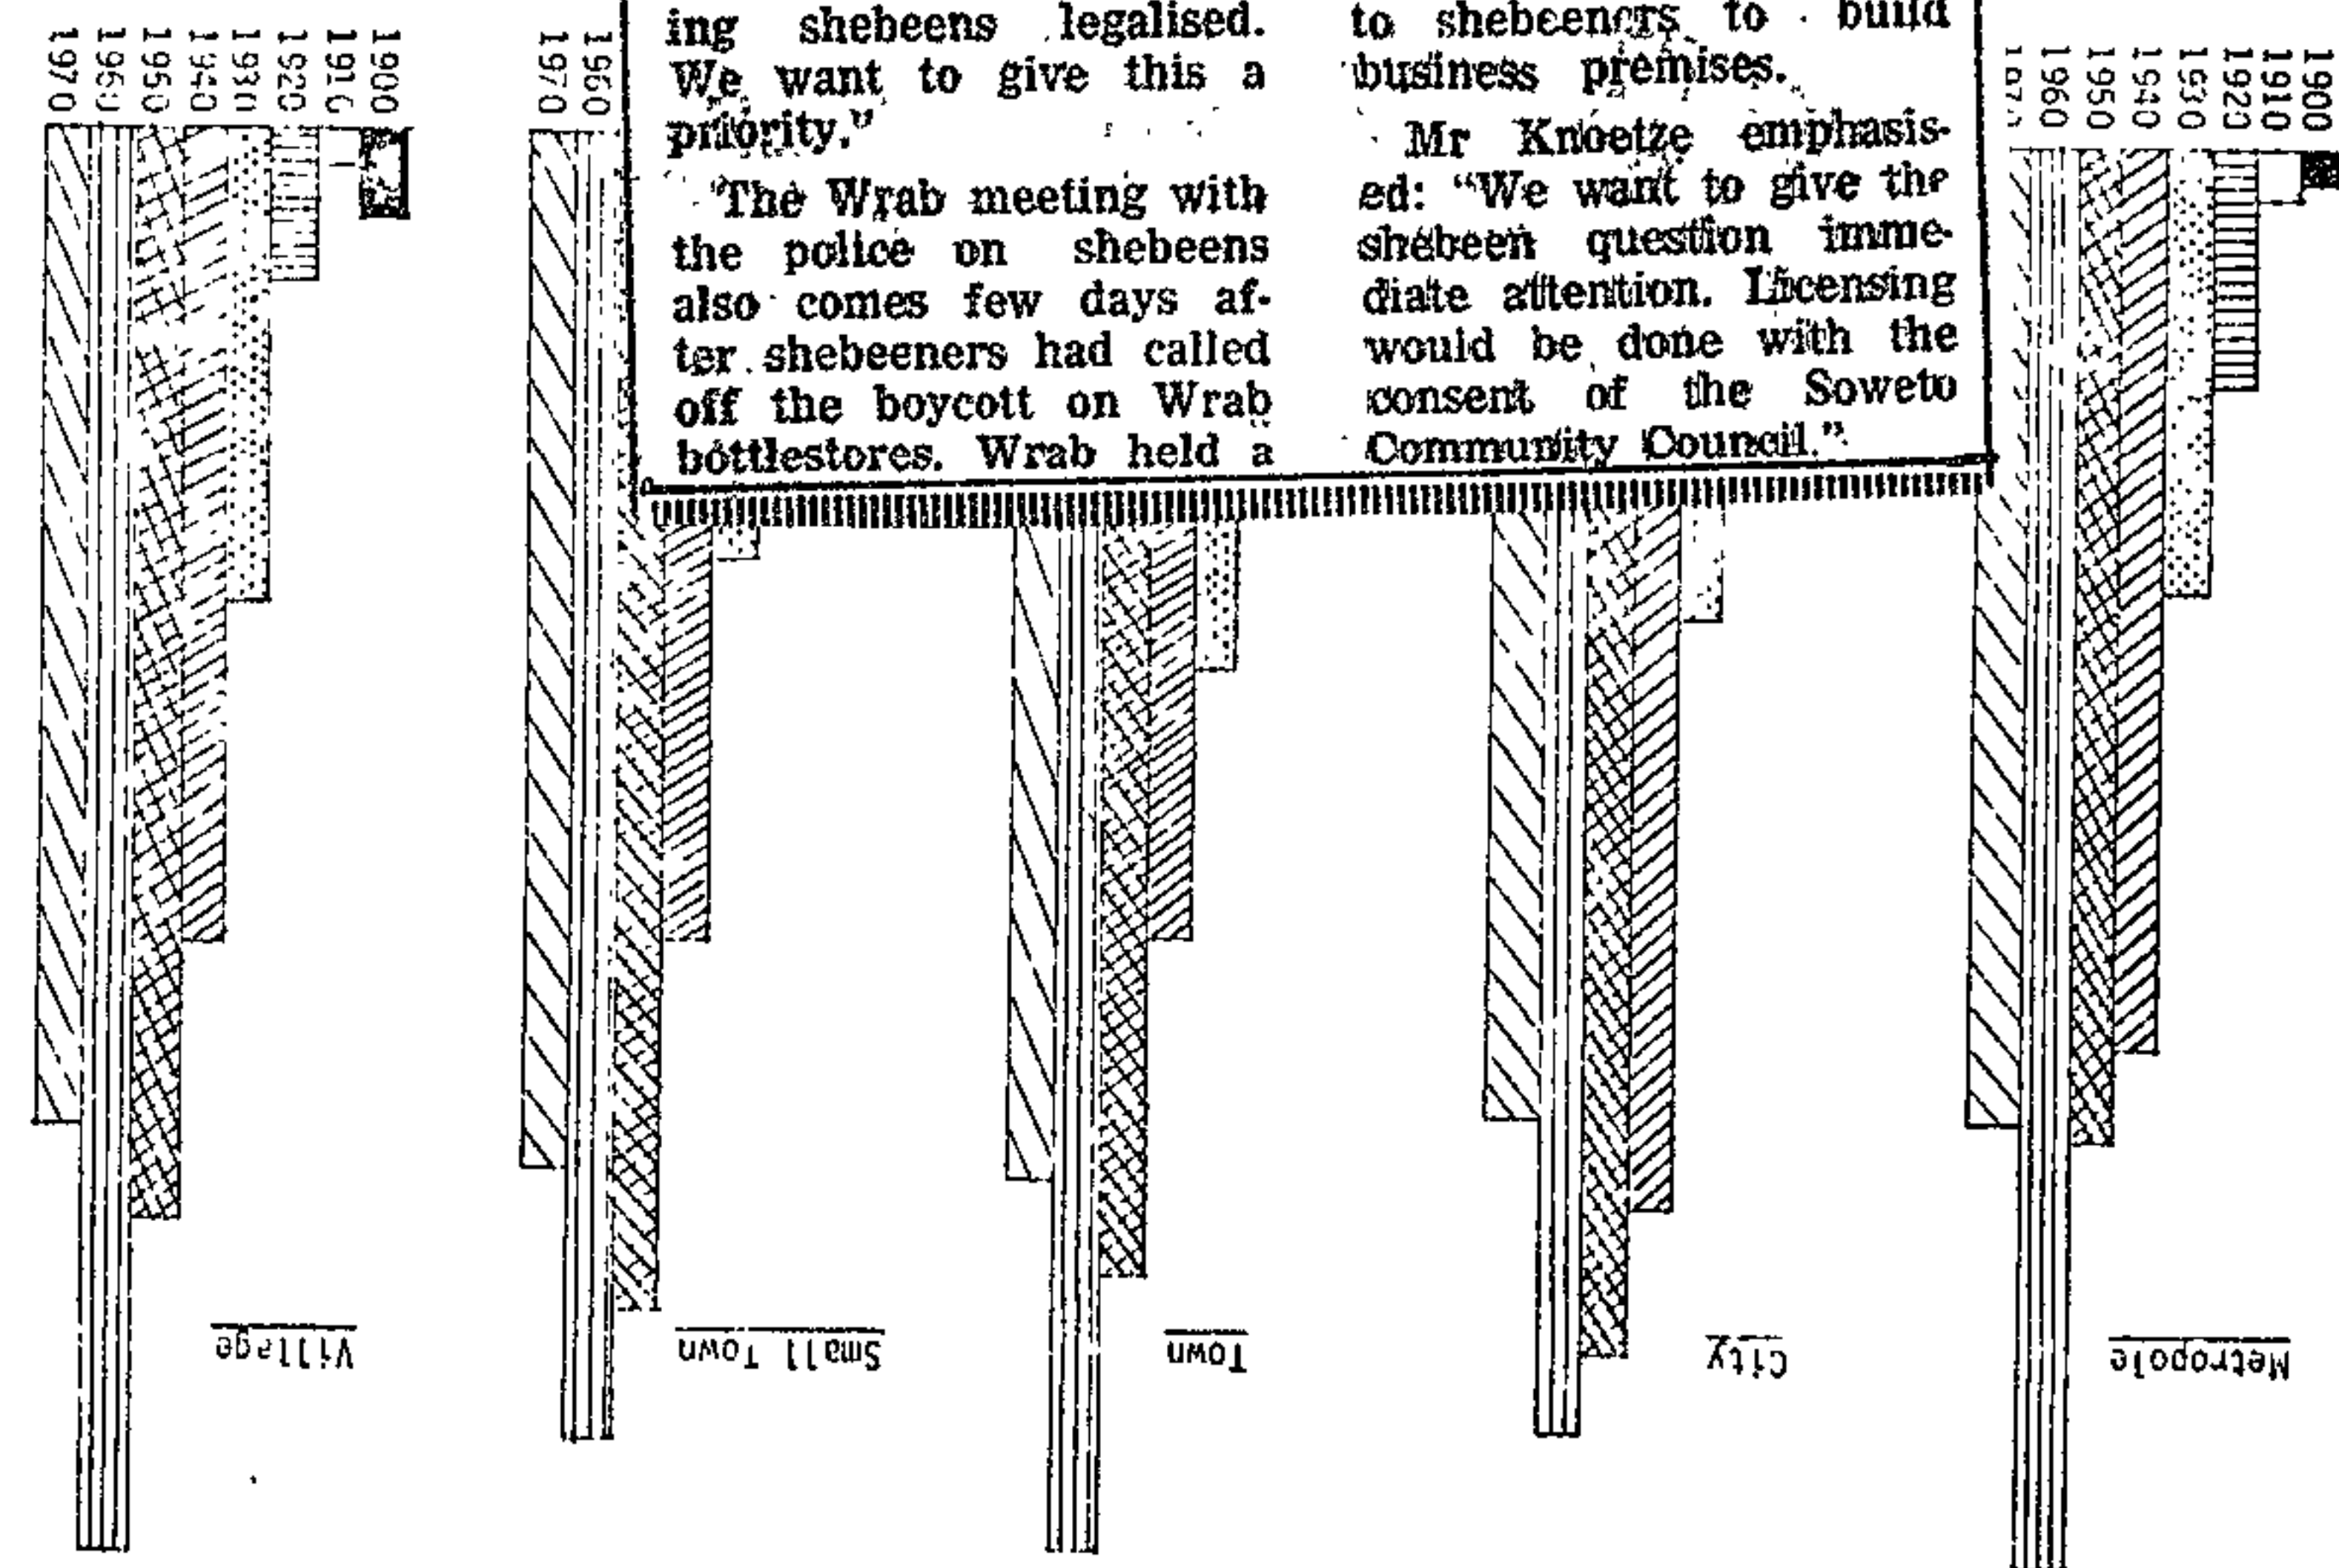 ing shebeens legalised.
We want to give this a
priority."
The Wrab meeting with
the police on shebeens
also comes few days af-
ter shebeeners had called
off the boycott on Wrab
bottlestores. Wrab held a
to shebeeners to build
business premises.
Mr Knoetze emphasis-
ed: "We want to give the
shebeen question imme-
diate attention. Licensing
would be done with the
consent of the Soweto
Community Council."
1970
1960
1950
1940
1930
1920
1910
1900
1970
1960
1960
1950
1940
1930
1920
1910
1900
Village
Small Town
Town
City
Metropole